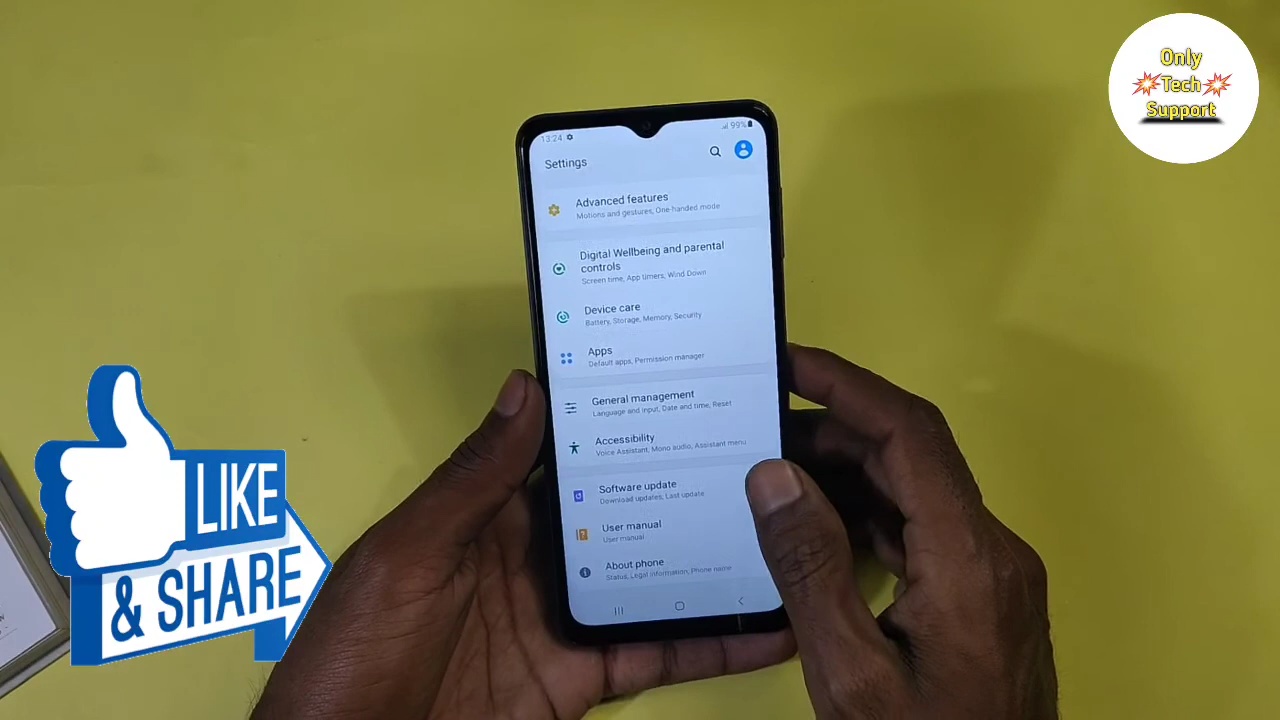 Only
Tech
Support
13:24
99%
Settings
Advanced features
Motions and gestures, One-handed mode
Digital Wellbeing and parental
controls
Screen time, App timers, Wind Down
Device care
Battery, Storage, Memory, Security
Apps
Default apps, Permission manager
General management
Language and input, Date and time, Reset
Accessibility
Voice Assistant, Mono audio, Assistant menu
Software update
Download updates, Last update
User manual
User manual
About phone
Status, Legal information, Phone name
LIKE
& SHARE